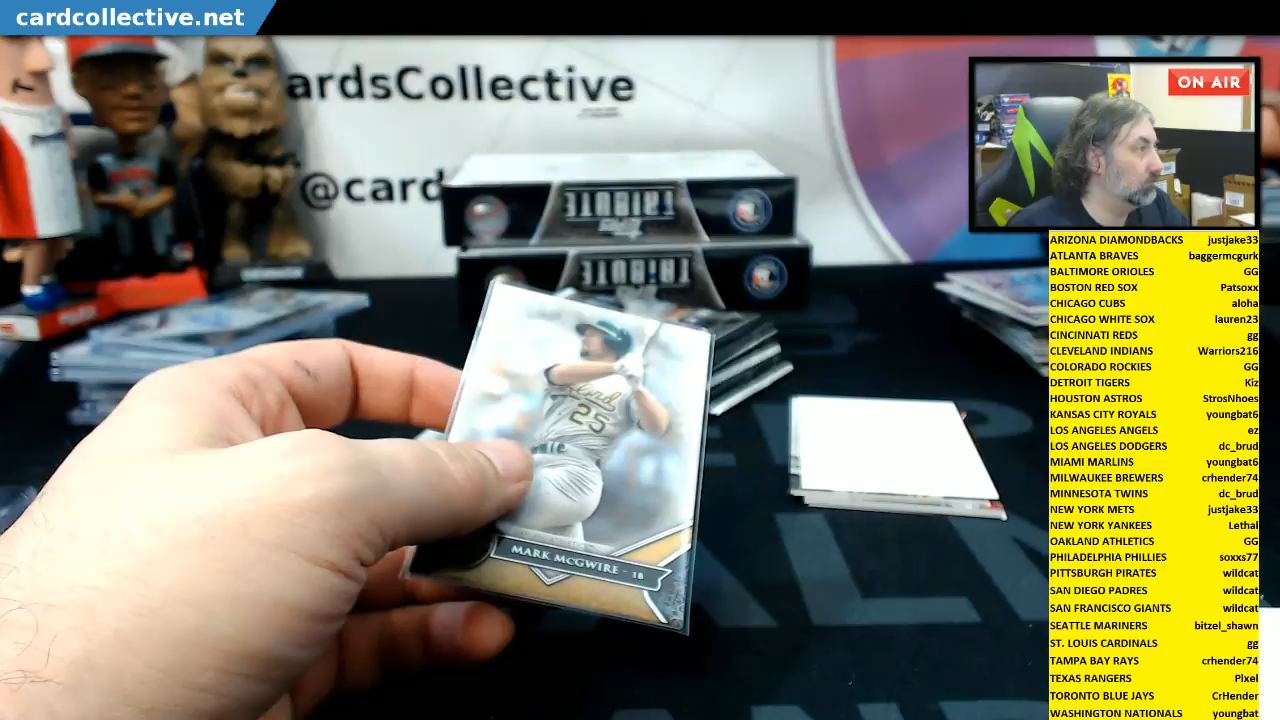 cardcollective.net
ardsCollective
@card
ON AIR
TRIBUTE
TRIBUTE
25
MARK McGWIRE - 1B
ARIZONA DIAMONDBACKS justjake33
ATLANTA BRAVES baggermcgurk
BALTIMORE ORIOLES GG
BOSTON RED SOX Patsoxx
CHICAGO CUBS aloha
CHICAGO WHITE SOX lauren23
CINCINNATI REDS gg
CLEVELAND INDIANS Warriors216
COLORADO ROCKIES GG
DETROIT TIGERS Kiz
HOUSTON ASTROS StrosNhoes
KANSAS CITY ROYALS youngbat6
LOS ANGELES ANGELS ez
LOS ANGELES DODGERS dc_brud
MIAMI MARLINS youngbat6
MILWAUKEE BREWERS crhender74
MINNESOTA TWINS dc_brud
NEW YORK METS justjake33
NEW YORK YANKEES Lethal
OAKLAND ATHLETICS GG
PHILADELPHIA PHILLIES soxxs77
PITTSBURGH PIRATES wildcat
SAN DIEGO PADRES wildcat
SAN FRANCISCO GIANTS wildcat
SEATTLE MARINERS bitzel_shawn
ST. LOUIS CARDINALS gg
TAMPA BAY RAYS crhender74
TEXAS RANGERS Pixel
TORONTO BLUE JAYS CrHender
WASHINGTON NATIONALS youngbat